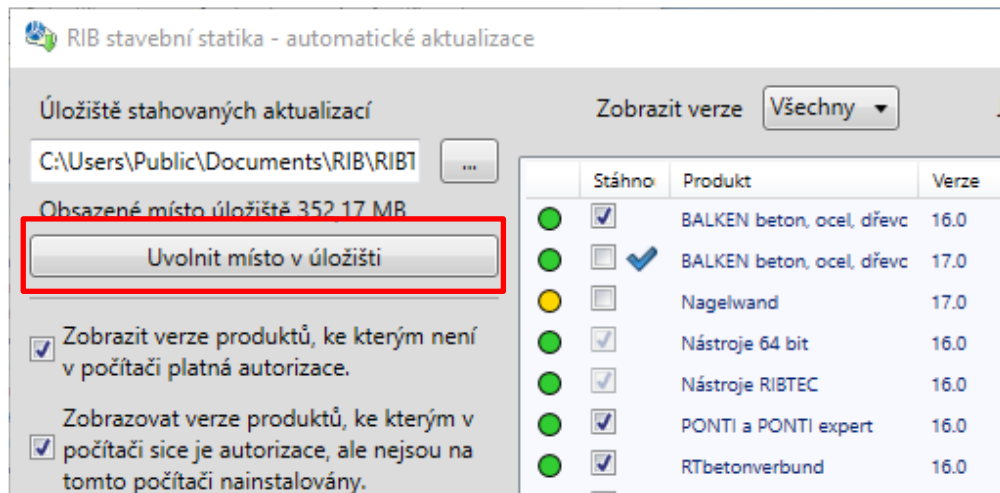 RIB stavební statika - automatické aktualizace
Úložiště stahovaných aktualizací
C:\Users\Public\Documents\RIB\RIBT
...
Obsazené místo úložiště 352,17 MB
Uvolnit místo v úložišti
Zobrazit verze produktů, ke kterým není
v počítači platná autorizace.
Zobrazovat verze produktů, ke kterým v
počítači sice je autorizace, ale nejsou na
tomto počítači nainstalovány.
Zobrazit verze Všechny
Stáhno Produkt Verze
BALKEN beton, ocel, dřevc 16.0
BALKEN beton, ocel, dřevc 17.0
Nagelwand 17.0
Nástroje 64 bit 16.0
Nástroje RIBTEC 16.0
PONTI a PONTI expert 16.0
RTbetonverbund 16.0